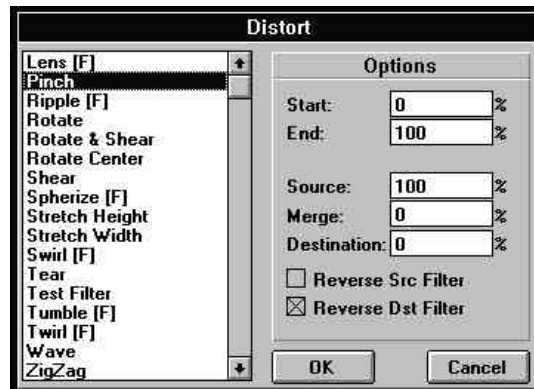 Distort
Lens [F]
Pinch
Ripple [F]
Rotate
Rotate & Shear
Rotate Center
Shear
Spherize [F]
Stretch Height
Stretch Width
Swirl [F]
Tear
Test Filter
Tumble [F]
Twirl [F]
Wave
ZigZag
Options
Start: 0 %
End: 100 %
Source: 100 %
Merge: 0 %
Destination: 0 %
Reverse Src Filter
Reverse Dst Filter
OK Cancel